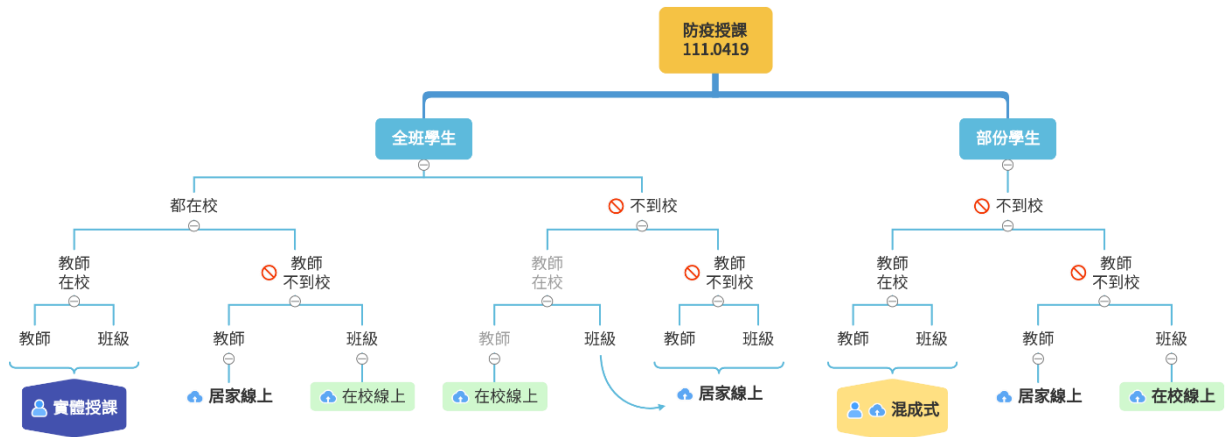 防疫授課
111.0419
全班學生
部份學生
都在校
不到校
不到校
教師
在校
教師
不到校
教師
在校
教師
不到校
教師
在校
教師
不到校
教師
班級
教師
班級
教師
班級
教師
班級
教師
班級
教師
班級
實體授課
居家線上
在校線上
在校線上
居家線上
混成式
居家線上
在校線上